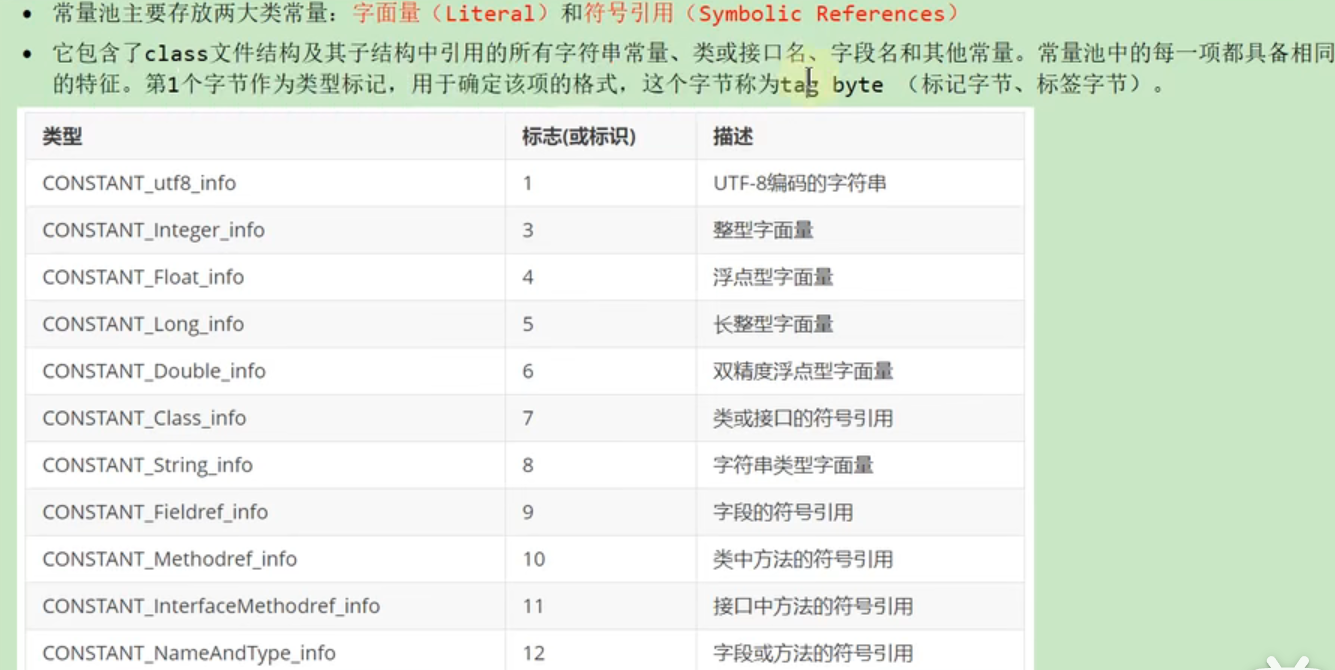 • 常量池主要存放两大类常量：字面量（Literal）和符号引用（Symbolic References）
• 它包含了class文件结构及其子结构中引用的所有字符串常量、类或接口名、字段名和其他常量。常量池中的每一项都具备相同
的特征。第1个字节作为类型标记，用于确定该项的格式，这个字节称为tag byte （标记字节、标签字节）。
类型 标志(或标识) 描述
CONSTANT_utf8_info 1 UTF-8编码的字符串
CONSTANT_Integer_info 3 整型字面量
CONSTANT_Float_info 4 浮点型字面量
CONSTANT_Long_info 5 长整型字面量
CONSTANT_Double_info 6 双精度浮点型字面量
CONSTANT_Class_info 7 类或接口的符号引用
CONSTANT_String_info 8 字符串类型字面量
CONSTANT_Fieldref_info 9 字段的符号引用
CONSTANT_Methodref_info 10 类中方法的符号引用
CONSTANT_InterfaceMethodref_info 11 接口中方法的符号引用
CONSTANT_NameAndType_info 12 字段或方法的符号引用